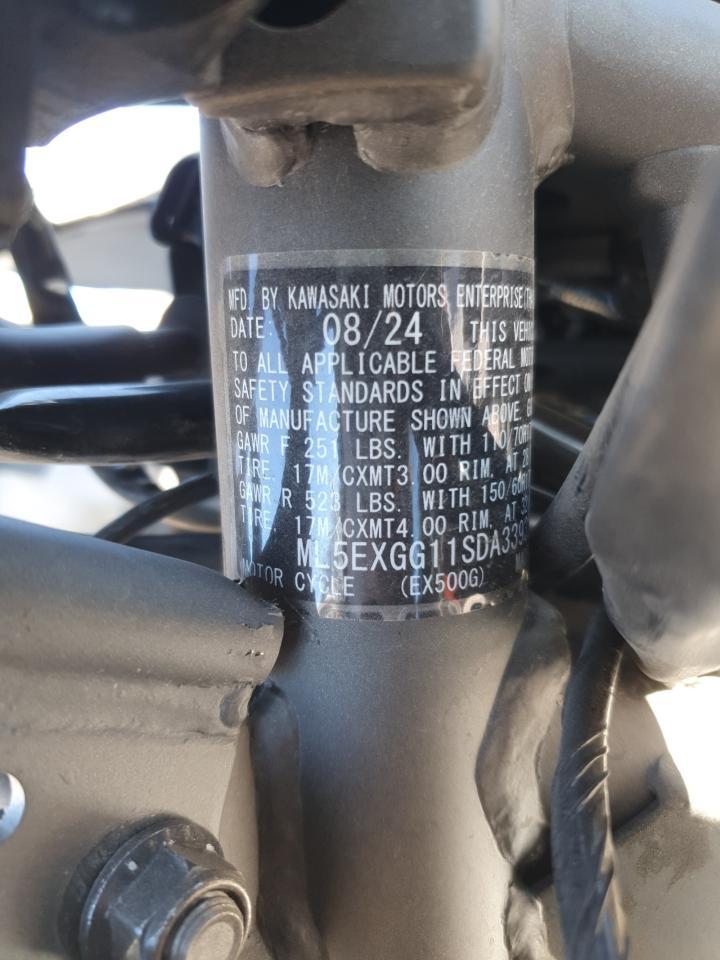 MFD. BY KAWASAKI MOTORS ENTERPRISE
DATE: 08/24 THIS
TO ALL APPLICABLE FEDERAL
SAFETY STANDARDS IN EFFECT ON
OF MANUFACTURE SHOWN ABOVE.
GAWR F 251 LBS. WITH
TIRE. 17M/CXMT3.00 RIM. AT
GAWR R 523 LBS. WITH
TIRE. 17M/CXMT4.00 RIM. AT
ML5EXGG11SDA339
MOTOR CYCLE (EX500G)